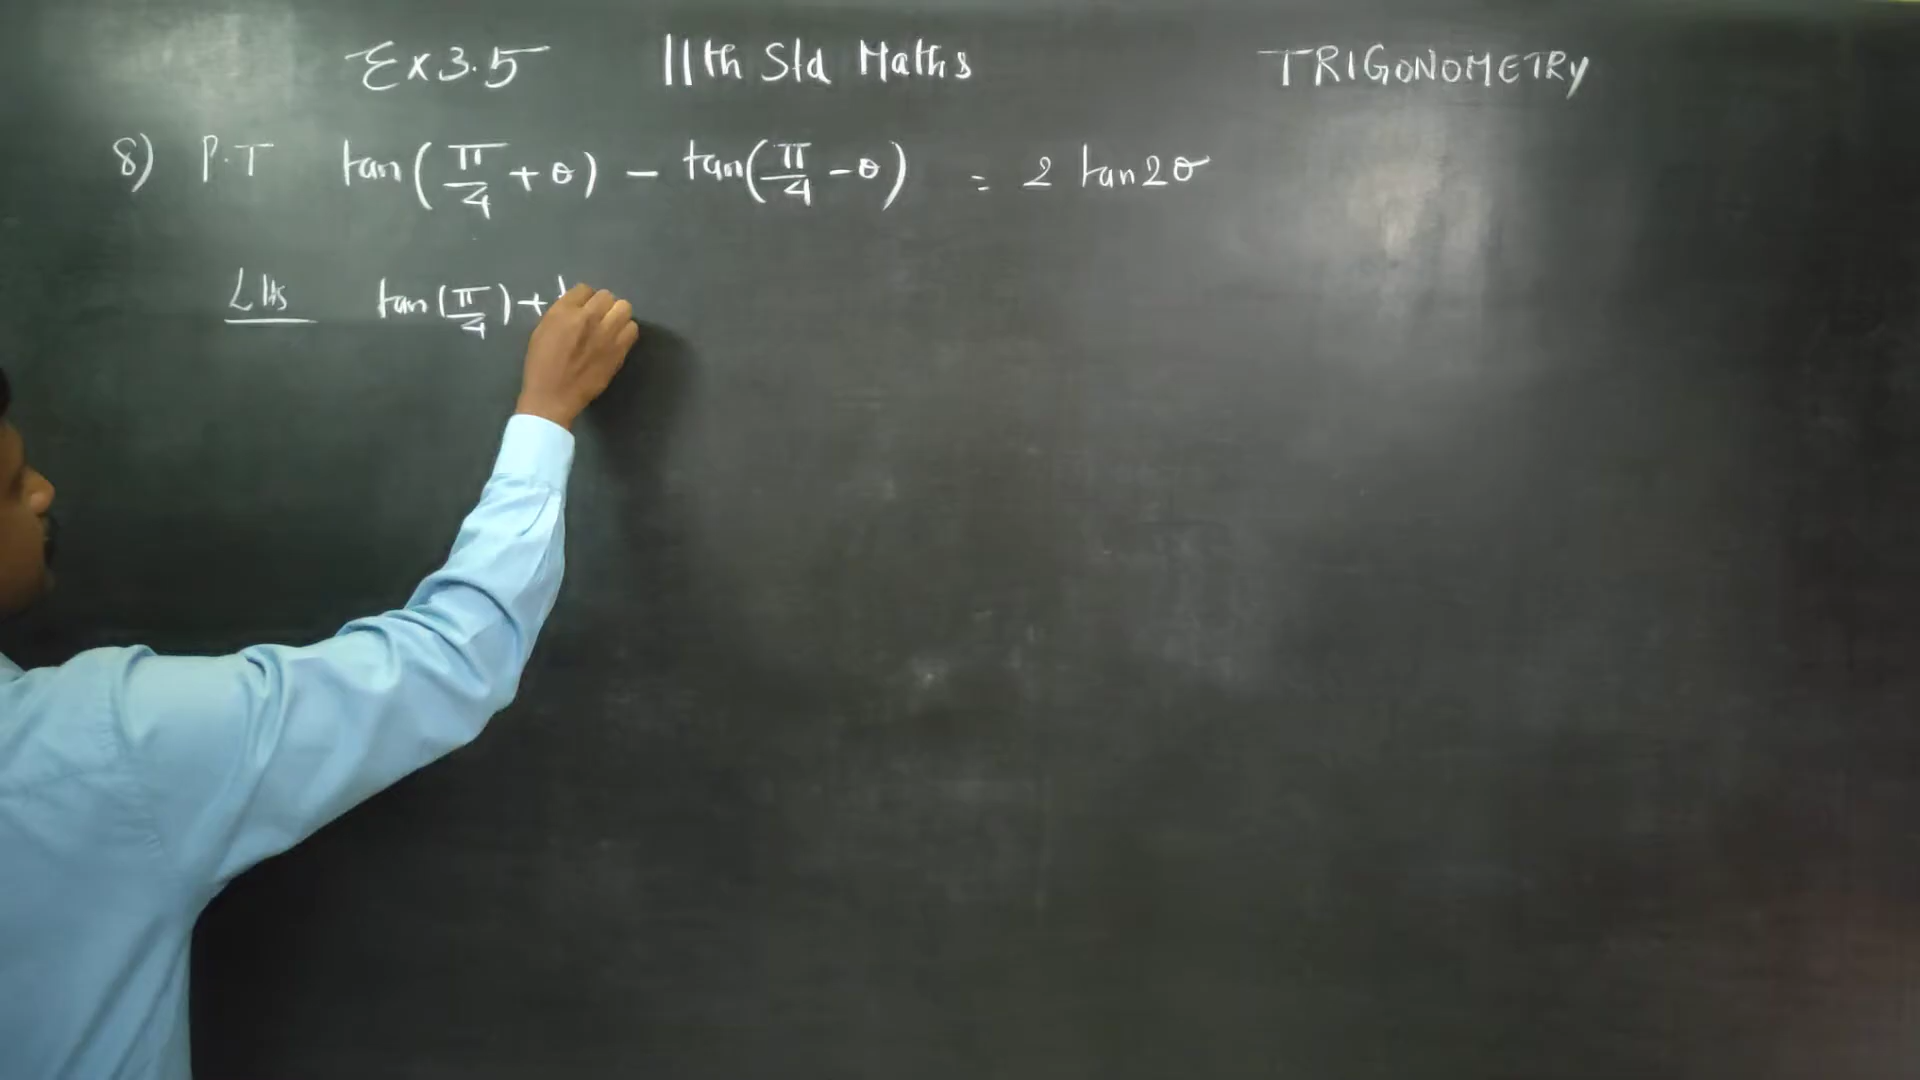 Ex 3.5 11th Std Maths TRIGONOMETRY
8) P.T tan(π/4 + θ) - tan(π/4 - θ) = 2 tan2θ
LHS tan(π/4) + t